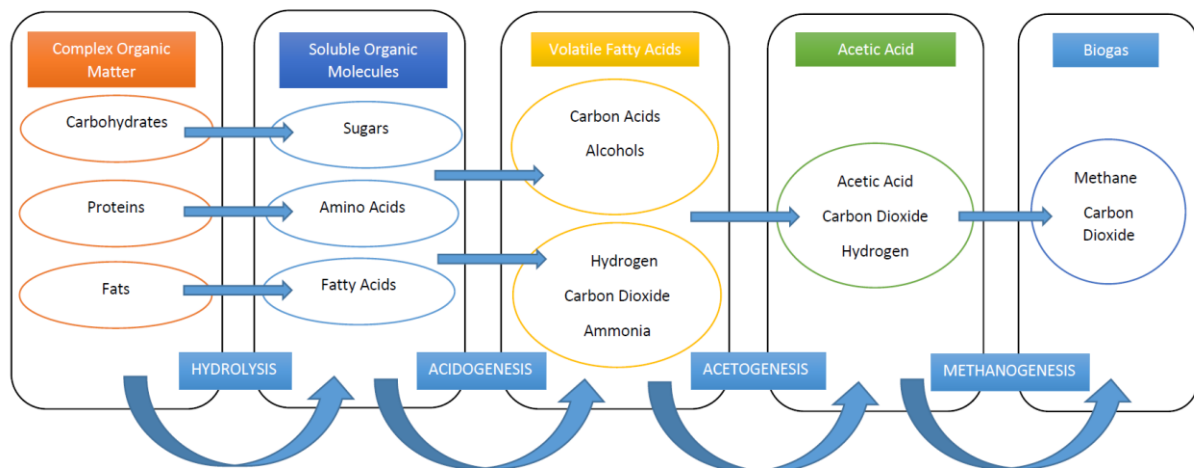 Complex Organic
Matter
Carbohydrates
Proteins
Fats
HYDROLYSIS
Soluble Organic
Molecules
Sugars
Amino Acids
Fatty Acids
ACIDOGENESIS
Volatile Fatty Acids
Carbon Acids
Alcohols
Hydrogen
Carbon Dioxide
Ammonia
ACETOGENESIS
Acetic Acid
Acetic Acid
Carbon Dioxide
Hydrogen
METHANOGENESIS
Biogas
Methane
Carbon
Dioxide